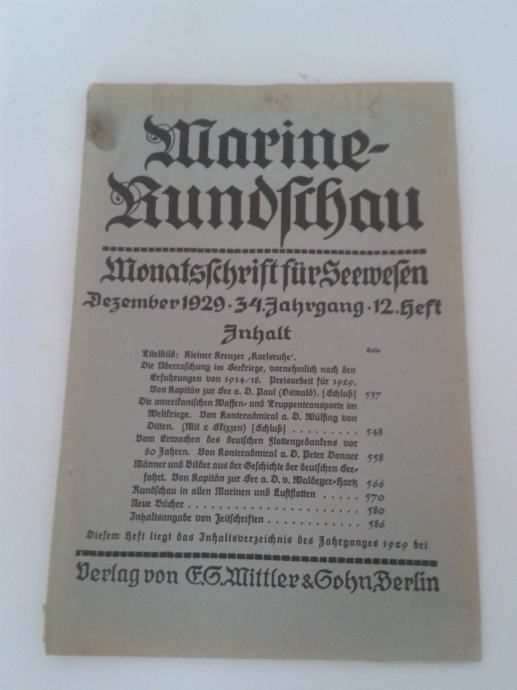 Marine-
Rundschau
Monatsschrift für Seewesen
Dezember 1929 · 34. Jahrgang · 12. Heft
Inhalt
Seite
Titelbild: Kleiner Kreuzer „Karlsruhe“.
Die Überraschung im Seekriege, vornehmlich nach den
Erfahrungen von 1914/18. Preisarbeit für 1929.
Von Kapitän zur See a. D. Paul (Oswald). [Schluß] 537
Die amerikanischen Waffen- und Truppentransporte im
Weltkriege. Von Konteradmiral a. D. Wülfing von
Ditten. (Mit 2 Skizzen) [Schluß] . . . . . . . . . 548
Vom Erwachen des deutschen Flottengedankens vor
80 Jahren. Von Konteradmiral a. D. Peter Donner 558
Männer und Bilder aus der Geschichte der deutschen See-
fahrt. Von Kapitän zur See a. D. v. Waldeyer-Hartz 566
Rundschau in allen Marinen und Luftflotten . . . . . 570
Neue Bücher . . . . . . . . . . . . . . . . . 580
Inhaltsangabe von Zeitschriften . . . . . . . . . . . 586
Diesem Heft liegt das Inhaltsverzeichnis des Jahrganges 1929 bei
Verlag von E.S. Mittler & Sohn, Berlin